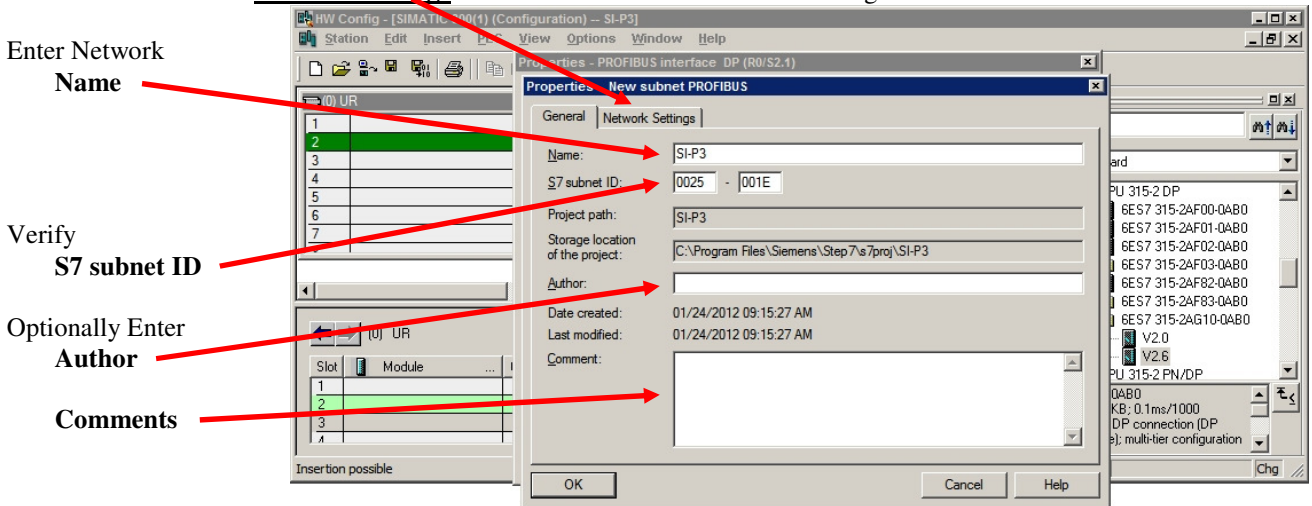 HW Config - [SIMATIC 300(1) (Configuration) -- SI-P3]
Station Edit Insert PLC View Options Window Help
Enter Network
Name
Properties - PROFIBUS interface DP (R0/S2.1)
Properties - New subnet PROFIBUS
(0) UR
1
2
3
4
5
6
7
General
Network Settings
Name:
SI-P3
S7 subnet ID:
0025 - 001E
Project path:
SI-P3
Storage location
of the project:
C:\Program Files\Siemens\Step7\s7proj\SI-P3
Author:
Date created:
01/24/2012 09:15:27 AM
Last modified:
01/24/2012 09:15:27 AM
Comment:
OK
Cancel
Help
Verify
S7 subnet ID
Optionally Enter
Author
Comments
(0) UR
Slot
Module
...
1
2
3
4
Insertion possible
ard
PU 315-2 DP
6ES7 315-2AF00-0AB0
6ES7 315-2AF01-0AB0
6ES7 315-2AF02-0AB0
6ES7 315-2AF03-0AB0
6ES7 315-2AF82-0AB0
6ES7 315-2AF83-0AB0
6ES7 315-2AG10-0AB0
V2.0
V2.6
PU 315-2 PN/DP
0AB0
KB; 0.1ms/1000
DP connection (DP
e); multi-tier configuration
Chg